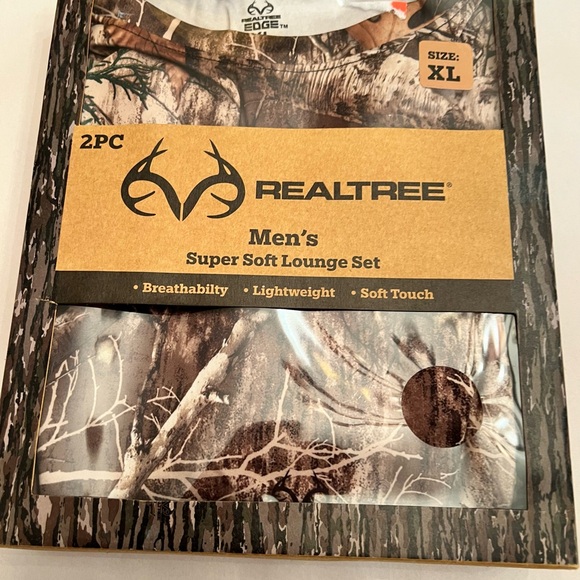 REALTREE
EDGE
SIZE:
XL
2PC
REALTREE®
Men's
Super Soft Lounge Set
• Breathabilty • Lightweight • Soft Touch